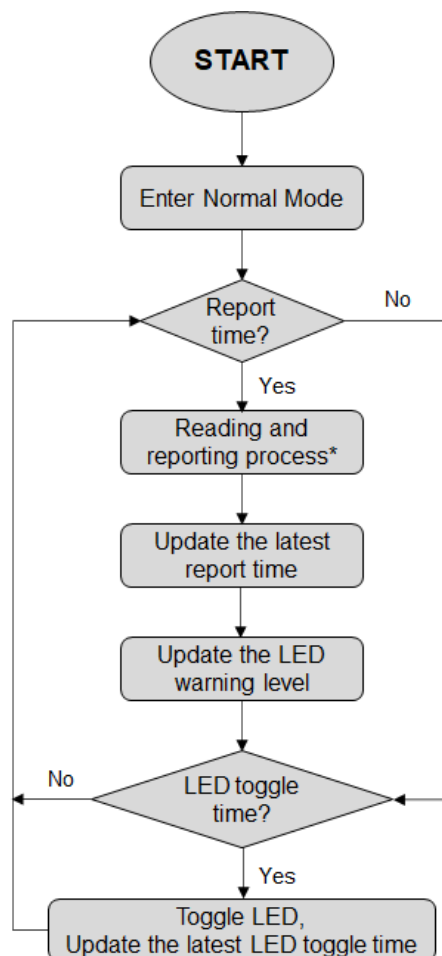 START
Enter Normal Mode
Report
time?
No
Yes
Reading and
reporting process*
Update the latest
report time
Update the LED
warning level
No
LED toggle
time?
Yes
Toggle LED,
Update the latest LED toggle time